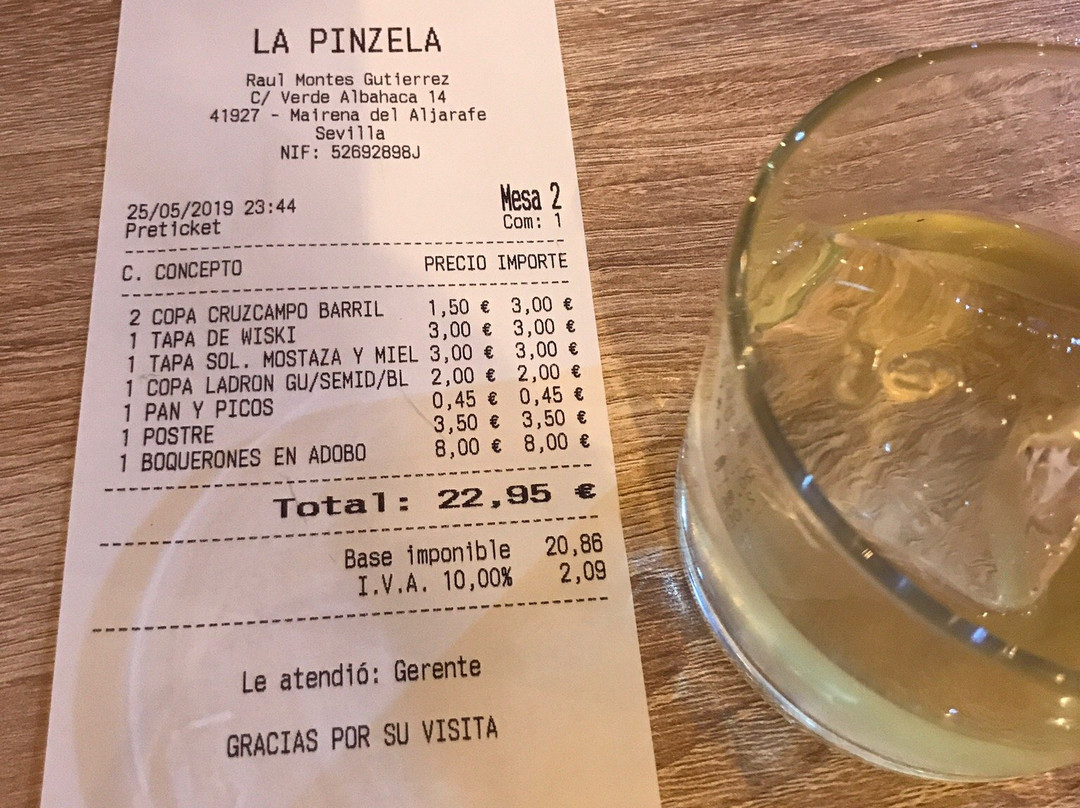 LA PINZELA
Raul Montes Gutierrez
C/ Verde Albahaca 14
41927 - Mairena del Aljarafe
Sevilla
NIF: 52692898J
25/05/2019 23:44 Mesa 2
Preticket Com: 1
C. CONCEPTO PRECIO IMPORTE
2 COPA CRUZCAMPO BARRIL 1,50 € 3,00 €
1 TAPA DE WISKI 3,00 € 3,00 €
1 TAPA SOL. MOSTAZA Y MIEL 3,00 € 3,00 €
1 COPA LADRON GU/SEMID/BL 2,00 € 2,00 €
1 PAN Y PICOS 0,45 € 0,45 €
1 POSTRE 3,50 € 3,50 €
1 BOQUERONES EN ADOBO 8,00 € 8,00 €
Total: 22,95 €
Base imponible 20,86
I.V.A. 10,00% 2,09
Le atendió: Gerente
GRACIAS POR SU VISITA